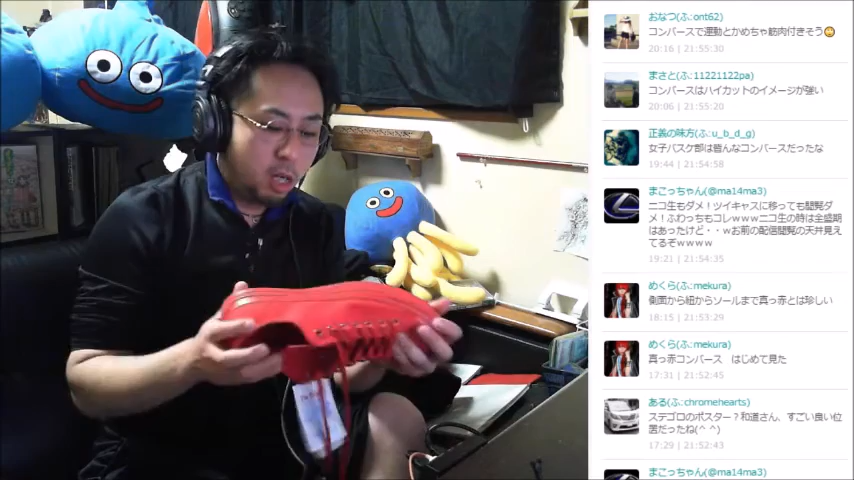 おなつ(ふ:ont62)
コンバースで運動とかめちゃ筋肉付きそう
20:16 | 21:55:30
まさと(ふ:11221122pa)
コンバースはハイカットのイメージが強い
20:06 | 21:55:20
正義の味方(ふ:u_b_d_g)
女子バスケ部は皆んなコンバースだったな
19:44 | 21:54:58
まこっちゃん(@ma14ma3)
ニコ生もダメ！ツイキャスに移っても閲覧ダ
メ！ふわっちもコレｗｗｗニコ生の時は全盛期
はあったけど・・ｗお前の配信閲覧の天井見え
てるぞｗｗｗｗ
19:21 | 21:54:35
めくら(ふ:mekura)
側面から紐からソールまで真っ赤とは珍しい
18:15 | 21:53:29
めくら(ふ:mekura)
真っ赤コンバース　はじめて見た
17:31 | 21:52:45
ある(ふ:chromehearts)
ステゴロのポスター？和道さん、すごい良い位
置だったね(^ ^)
17:29 | 21:52:43
まこっちゃん(@ma14ma3)